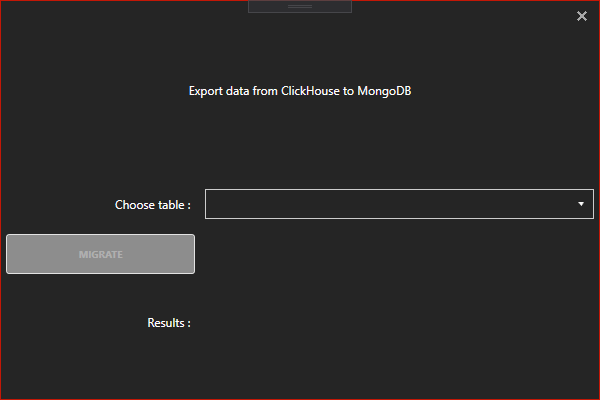 Export data from ClickHouse to MongoDB
Choose table :
MIGRATE
Results :